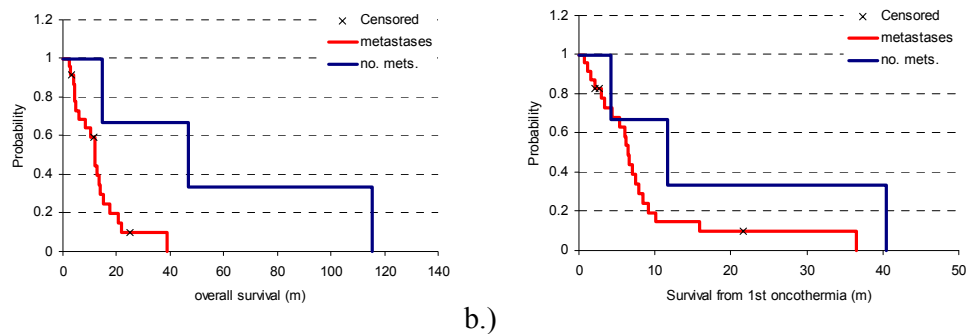 1.2
1
0.8
0.6
0.4
0.2
0
Probability
× Censored
metastases
no. mets.
0 20 40 60 80 100 120 140
overall survival (m)
1.2
1
0.8
0.6
0.4
0.2
0
Probability
× Censored
metastases
no. mets.
0 10 20 30 40 50
Survival from 1st oncothermia (m)
b.)